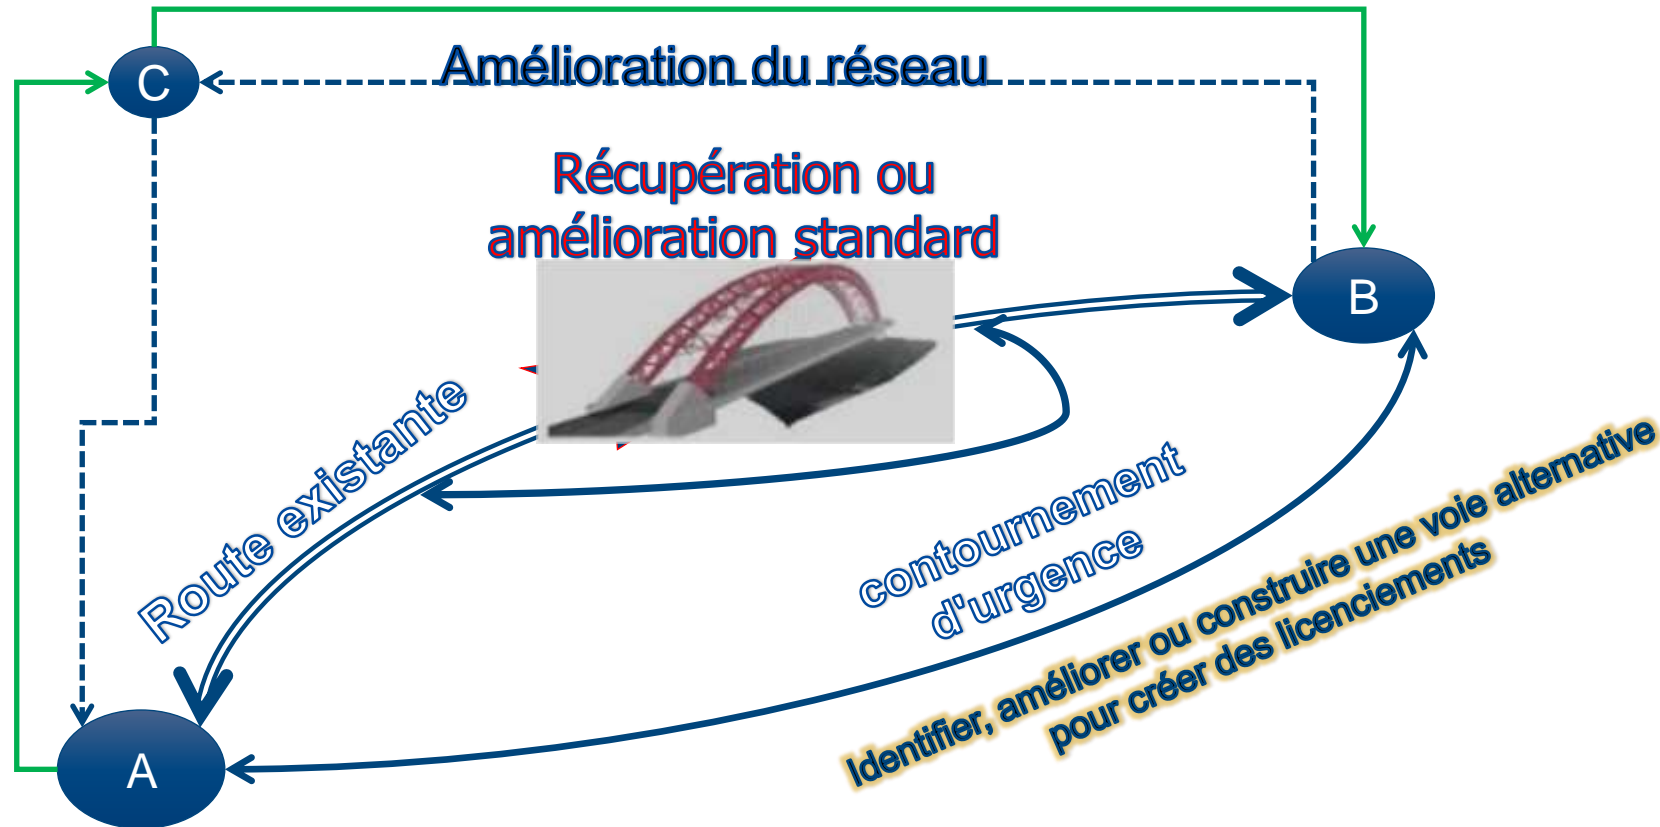 C
Amélioration du réseau
Récupération ou
amélioration standard
B
Route existante
contournement
d'urgence
Identifier, améliorer ou construire une voie alternative
pour créer des licenciements
A